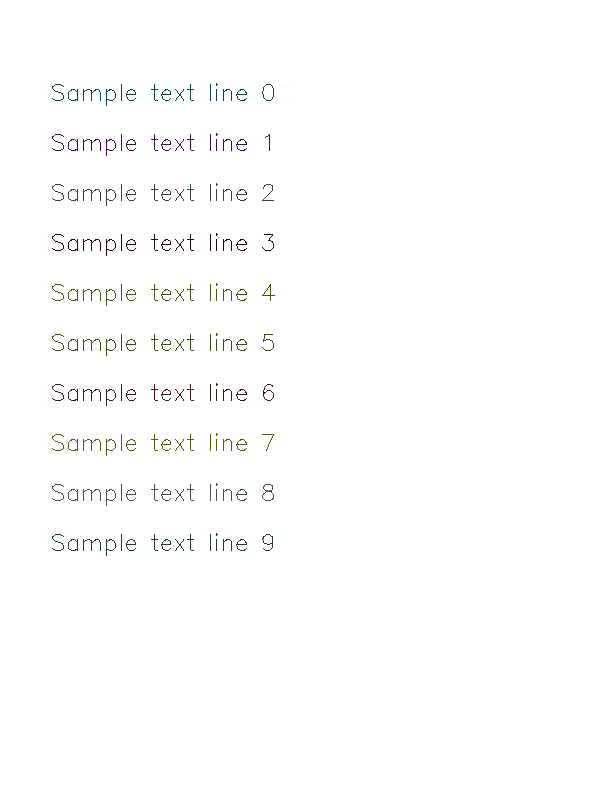 Sample text line 0
Sample text line 1
Sample text line 2
Sample text line 3
Sample text line 4
Sample text line 5
Sample text line 6
Sample text line 7
Sample text line 8
Sample text line 9